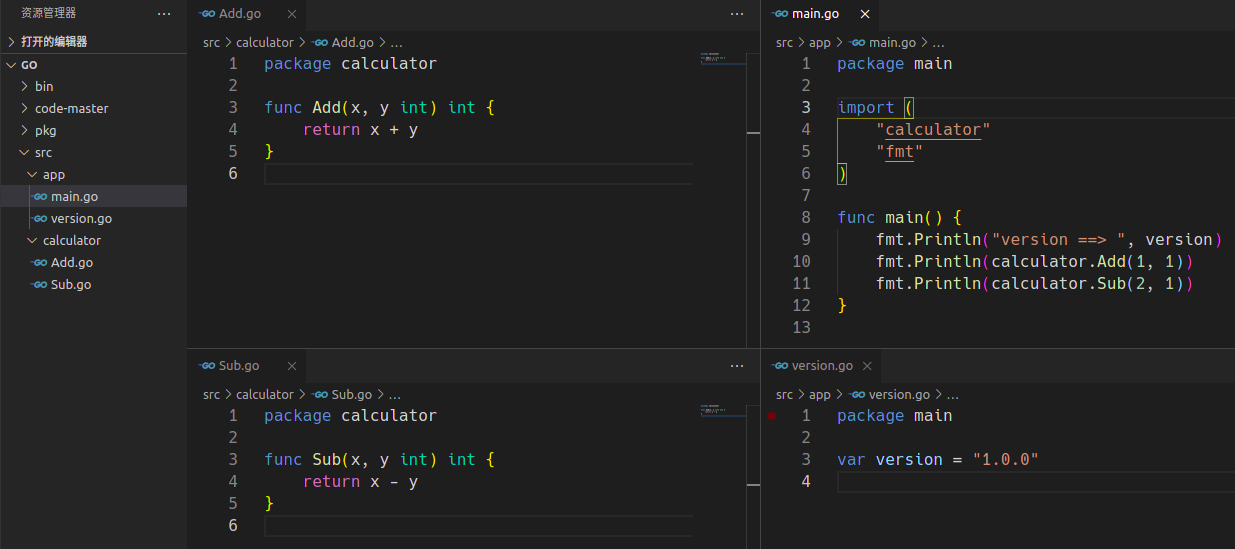 资源管理器 ...
打开的编辑器
GO
bin
code-master
pkg
src
app
main.go
version.go
calculator
Add.go
Sub.go
Add.go
src > calculator > Add.go > ...
1 package calculator
2
3 func Add(x, y int) int {
4     return x + y
5 }
6
main.go
src > app > main.go > ...
1 package main
2
3 import (
4     "calculator"
5     "fmt"
6 )
7
8 func main() {
9     fmt.Println("version ==> ", version)
10     fmt.Println(calculator.Add(1, 1))
11     fmt.Println(calculator.Sub(2, 1))
12 }
13
Sub.go
src > calculator > Sub.go > ...
1 package calculator
2
3 func Sub(x, y int) int {
4     return x - y
5 }
6
version.go
src > app > version.go > ...
1 package main
2
3 var version = "1.0.0"
4